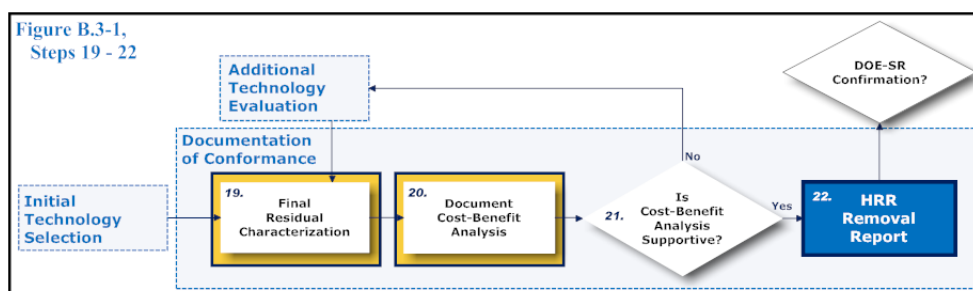 Figure B.3-1,
Steps 19 - 22
Additional
Technology
Evaluation
DOE-SR
Confirmation?
Documentation
of Conformance
No
Initial
Technology
Selection
19.
Final
Residual
Characterization
20.
Document
Cost-Benefit
Analysis
21.
Is
Cost-Benefit
Analysis
Supportive?
Yes
22.
HRR
Removal
Report